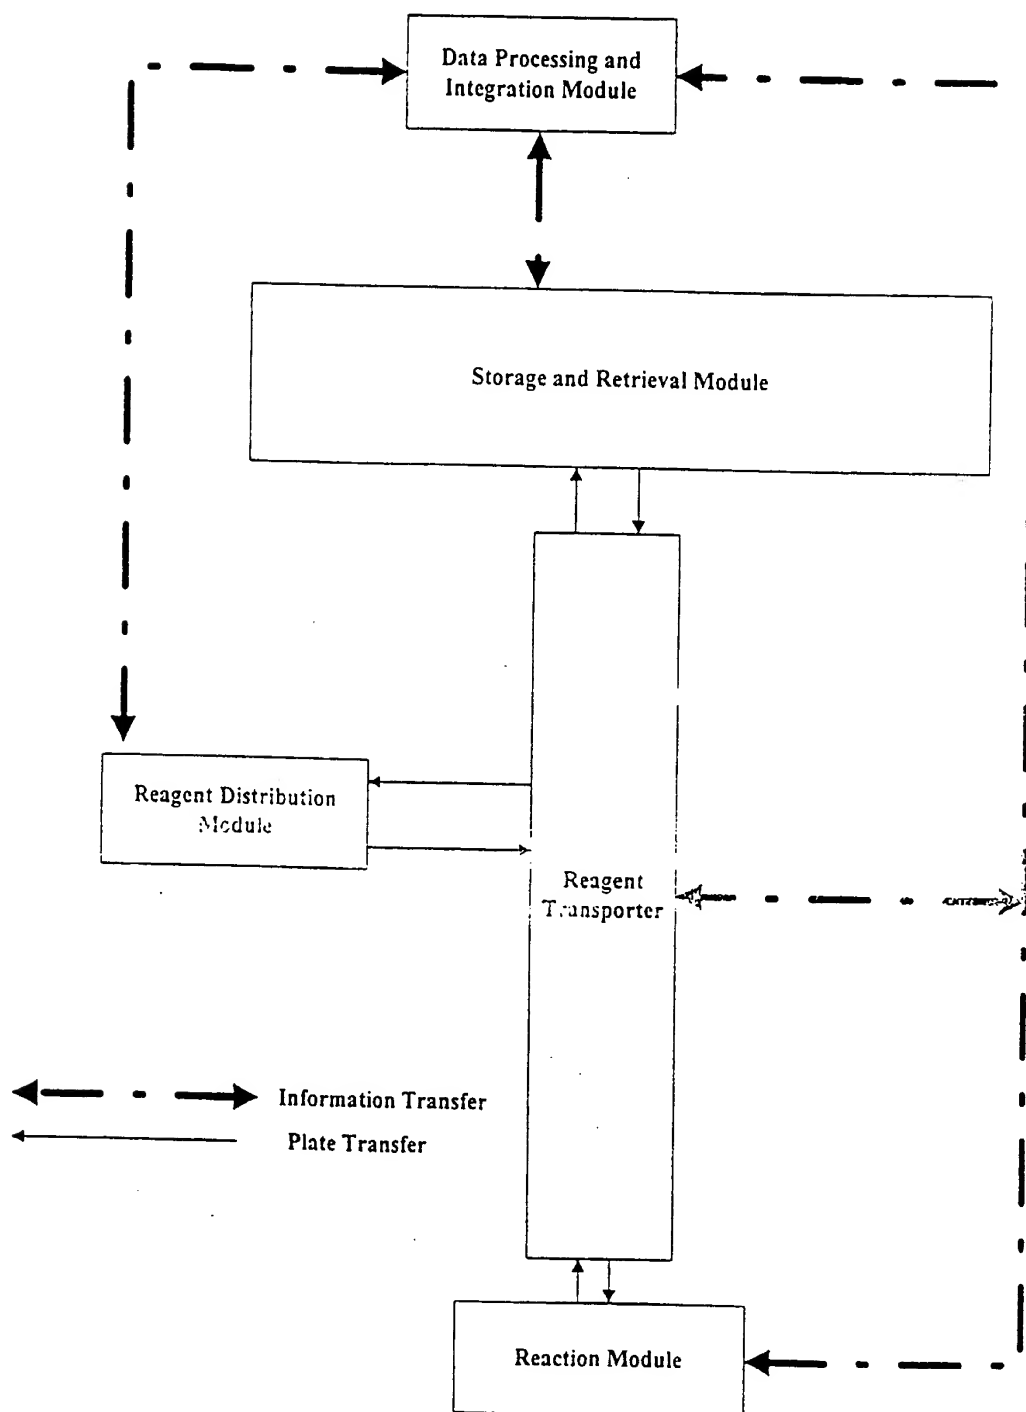 Data Processing and
Integration Module
Storage and Retrieval Module
Reagent Distribution
Module
Reagent
Transporter
Information Transfer
Plate Transfer
Reaction Module